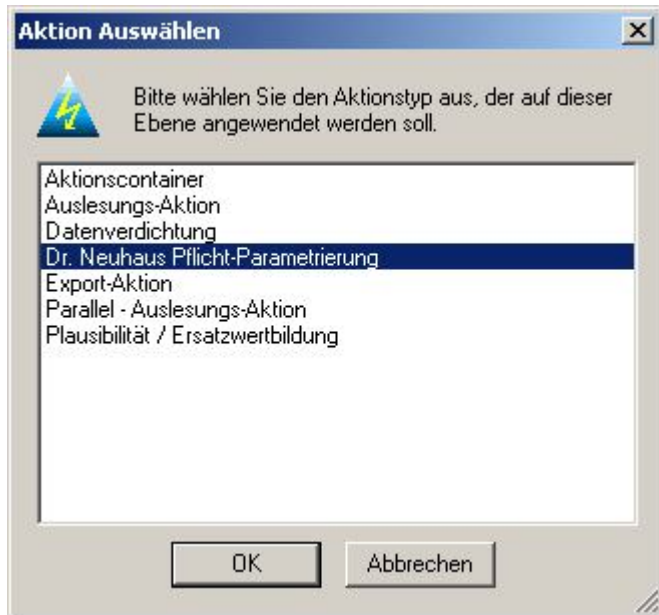 Aktion Auswählen
Bitte wählen Sie den Aktionstyp aus, der auf dieser
Ebene angewendet werden soll.
Aktionscontainer
Auslesungs-Aktion
Datenverdichtung
Dr. Neuhaus Pflicht-Parametrierung
Export-Aktion
Parallel - Auslesungs-Aktion
Plausibilität / Ersatzwertbildung
OK
Abbrechen